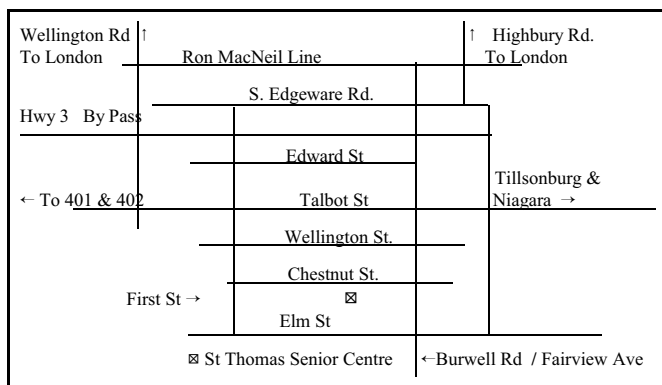 Wellington Rd ↑
To London
↑ Highbury Rd.
To London
Ron MacNeil Line
S. Edgeware Rd.
Hwy 3 By Pass
Edward St
Tillsonburg &
Niagara →
← To 401 & 402
Talbot St
Wellington St.
Chestnut St.
First St →
☒
Elm St
☒ St Thomas Senior Centre
←Burwell Rd / Fairview Ave